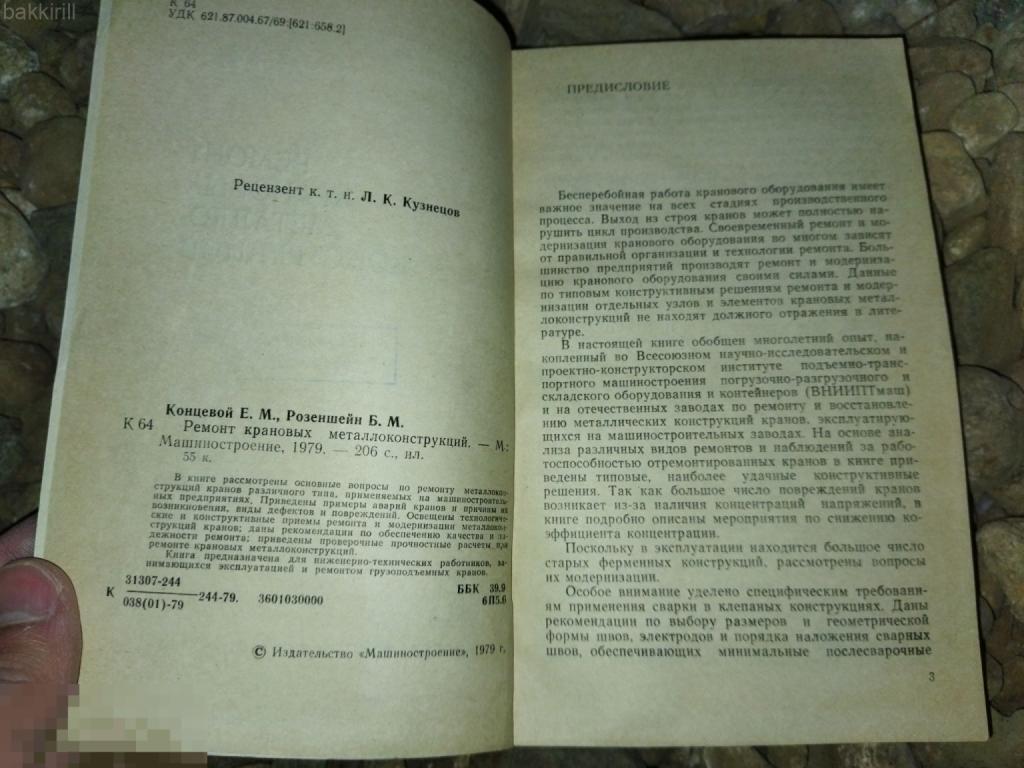 bakkirill
К 64
УДК 621.87.004.67/69:[621:658.2]
Рецензент к. т. н. Л. К. Кузнецов
Концевой Е. М., Розеншейн Б. М.
К 64 Ремонт крановых металлоконструкций. — М.:
Машиностроение, 1979. — 206 с., ил.
55 к.
В книге рассмотрены основные вопросы по ремонту металлокон-
струкций кранов различного типа, применяемых на машиностроитель-
ных предприятиях. Приведены примеры аварий кранов и причины их
возникновения, виды дефектов и повреждений. Освещены технологиче-
ские и конструктивные приемы ремонта и модернизации металлокон-
струкций кранов; даны рекомендации по обеспечению качества и на-
дежности ремонта; приведены проверочные прочностные расчеты при
ремонте крановых металлоконструкций.
Книга предназначена для инженерно-технических работников, за-
нимающихся эксплуатацией и ремонтом грузоподъемных кранов.
К 31307-244
038(01)-79 244-79. 3601030000
ББК 39.9
6П5.6
© Издательство «Машиностроение», 1979 г.
ПРЕДИСЛОВИЕ
Бесперебойная работа кранового оборудования имеет
важное значение на всех стадиях производственного
процесса. Выход из строя кранов может полностью на-
рушить цикл производства. Своевременный ремонт и мо-
дернизация кранового оборудования во многом зависят
от правильной организации и технологии ремонта. Боль-
шинство предприятий производят ремонт и модерниза-
цию кранового оборудования своими силами. Данные
по типовым конструктивным решениям ремонта и модер-
низации отдельных узлов и элементов крановых метал-
локонструкций не находят должного отражения в лите-
ратуре.
В настоящей книге обобщен многолетний опыт, на-
копленный во Всесоюзном научно-исследовательском и
проектно-конструкторском институте подъемно-транс-
портного машиностроения погрузочно-разгрузочного и
складского оборудования и контейнеров (ВНИИПТмаш)
и на отечественных заводах по ремонту и восстановле-
нию металлических конструкций кранов, эксплуатирую-
щихся на машиностроительных заводах. На основе ана-
лиза различных видов ремонтов и наблюдений за рабо-
тоспособностью отремонтированных кранов в книге при-
ведены типовые, наиболее удачные конструктивные
решения. Так как большое число повреждений кранов
возникает из-за наличия концентраций напряжений, в
книге подробно описаны мероприятия по снижению ко-
эффициента концентрации.
Поскольку в эксплуатации находится большое число
старых ферменных конструкций, рассмотрены вопросы
их модернизации.
Особое внимание уделено специфическим требовани-
ям применения сварки в клепаных конструкциях. Даны
рекомендации по выбору размеров и геометрической
формы швов, электродов и порядка наложения сварных
швов, обеспечивающих минимальные послесварочные
3